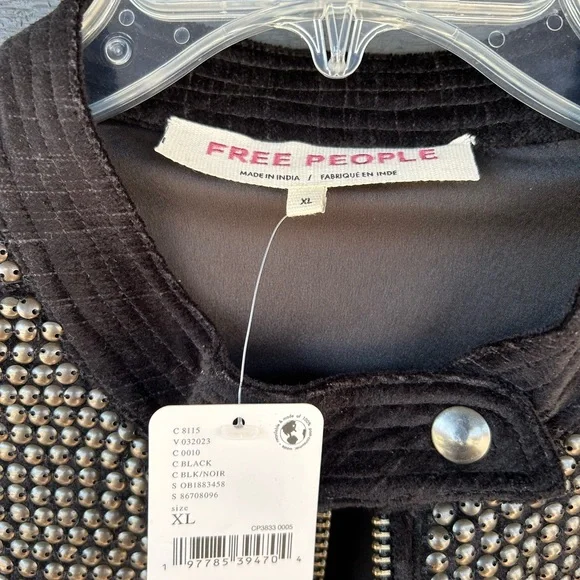 FREE PEOPLE
MADE IN INDIA / FABRIQUÉ EN INDE
XL
C 8115
V 032023
C 0010
C BLACK
C BLK/NOIR
S OB1883458
S 86708096
size
XL
CP3833 0005
1 97785 39470 4